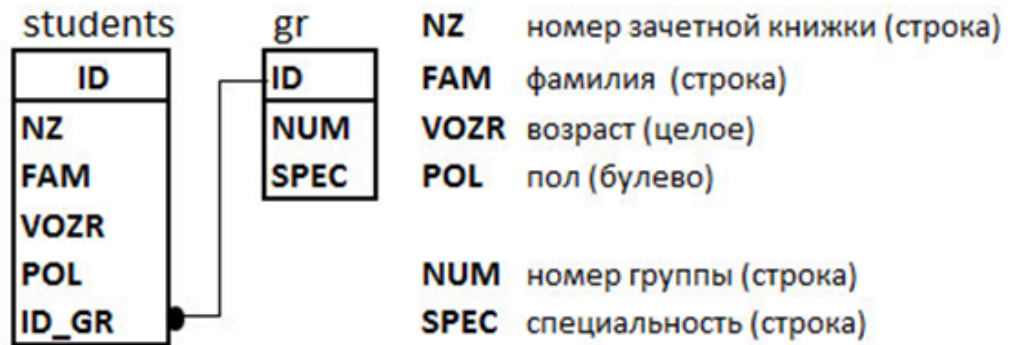 students
ID
NZ
FAM
VOZR
POL
ID_GR
gr
ID
NUM
SPEC
NZ номер зачетной книжки (строка)
FAM фамилия (строка)
VOZR возраст (целое)
POL пол (булево)
NUM номер группы (строка)
SPEC специальность (строка)